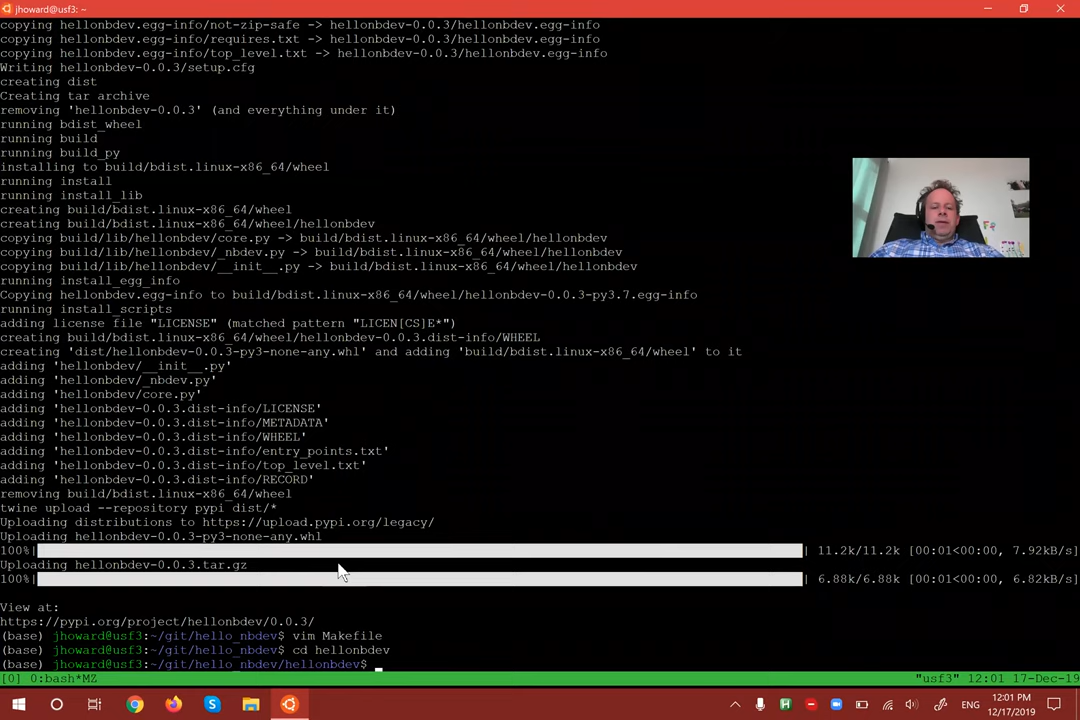 jhoward@usf3: ~
copying hellonbdev.egg-info/not-zip-safe -> hellonbdev-0.0.3/hellonbdev.egg-info
copying hellonbdev.egg-info/requires.txt -> hellonbdev-0.0.3/hellonbdev.egg-info
copying hellonbdev.egg-info/top_level.txt -> hellonbdev-0.0.3/hellonbdev.egg-info
Writing hellonbdev-0.0.3/setup.cfg
creating dist
Creating tar archive
removing 'hellonbdev-0.0.3' (and everything under it)
running bdist_wheel
running build
running build_py
installing to build/bdist.linux-x86_64/wheel
running install
running install_lib
creating build/bdist.linux-x86_64/wheel
creating build/bdist.linux-x86_64/wheel/hellonbdev
copying build/lib/hellonbdev/core.py -> build/bdist.linux-x86_64/wheel/hellonbdev
copying build/lib/hellonbdev/_nbdev.py -> build/bdist.linux-x86_64/wheel/hellonbdev
copying build/lib/hellonbdev/__init__.py -> build/bdist.linux-x86_64/wheel/hellonbdev
running install_egg_info
Copying hellonbdev.egg-info to build/bdist.linux-x86_64/wheel/hellonbdev-0.0.3-py3.7.egg-info
running install_scripts
adding license file "LICENSE" (matched pattern "LICEN[CS]E*")
creating build/bdist.linux-x86_64/wheel/hellonbdev-0.0.3.dist-info/WHEEL
creating 'dist/hellonbdev-0.0.3-py3-none-any.whl' and adding 'build/bdist.linux-x86_64/wheel' to it
adding 'hellonbdev/__init__.py'
adding 'hellonbdev/_nbdev.py'
adding 'hellonbdev/core.py'
adding 'hellonbdev-0.0.3.dist-info/LICENSE'
adding 'hellonbdev-0.0.3.dist-info/METADATA'
adding 'hellonbdev-0.0.3.dist-info/WHEEL'
adding 'hellonbdev-0.0.3.dist-info/entry_points.txt'
adding 'hellonbdev-0.0.3.dist-info/top_level.txt'
adding 'hellonbdev-0.0.3.dist-info/RECORD'
removing build/bdist.linux-x86_64/wheel
twine upload --repository pypi dist/*
Uploading distributions to https://upload.pypi.org/legacy/
Uploading hellonbdev-0.0.3-py3-none-any.whl
100%| | 11.2k/11.2k [00:01<00:00, 7.92kB/s]
Uploading hellonbdev-0.0.3.tar.gz
100%| | 6.88k/6.88k [00:01<00:00, 6.82kB/s]
View at:
https://pypi.org/project/hellonbdev/0.0.3/
(base) jhoward@usf3:~/git/hello_nbdev$ vim Makefile
(base) jhoward@usf3:~/git/hello_nbdev$ cd hellonbdev
(base) jhoward@usf3:~/git/hello_nbdev/hellonbdev$
[0] 0:bash*MZ "usf3" 12:01 17-Dec-19
ENG 12:01 PM
12/17/2019